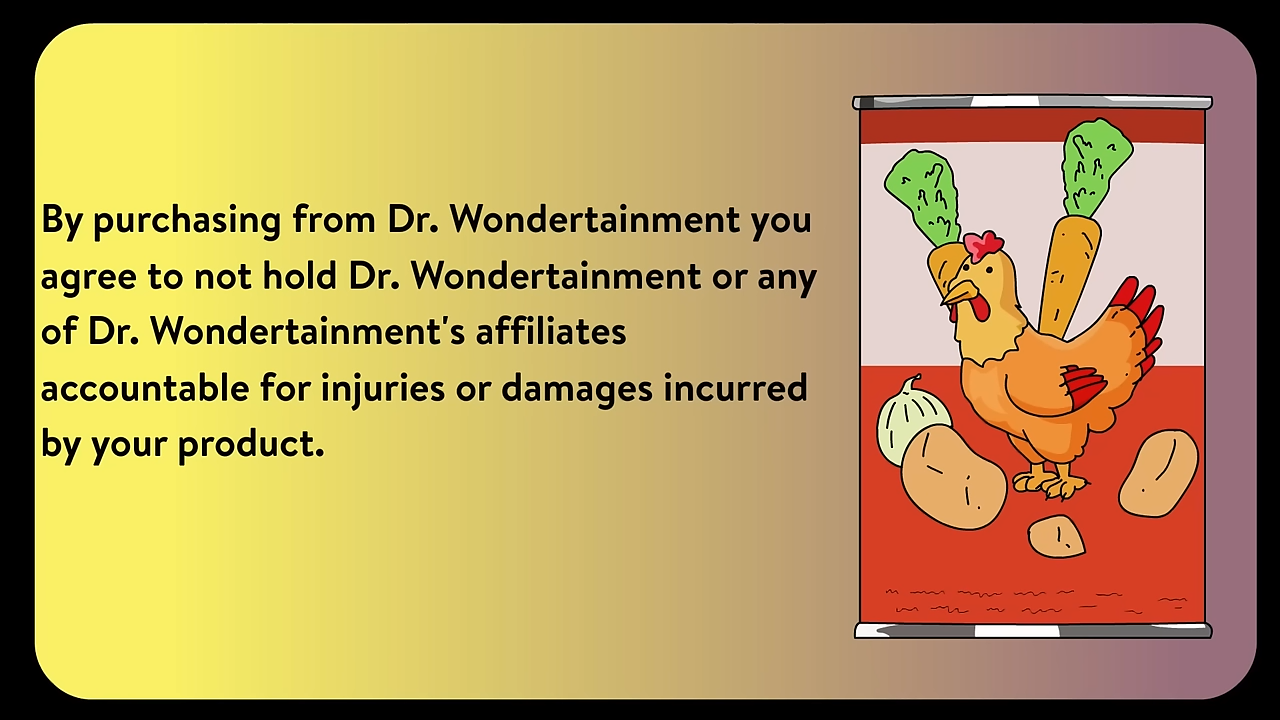 By purchasing from Dr. Wondertainment you
agree to not hold Dr. Wondertainment or any
of Dr. Wondertainment's affiliates
accountable for injuries or damages incurred
by your product.